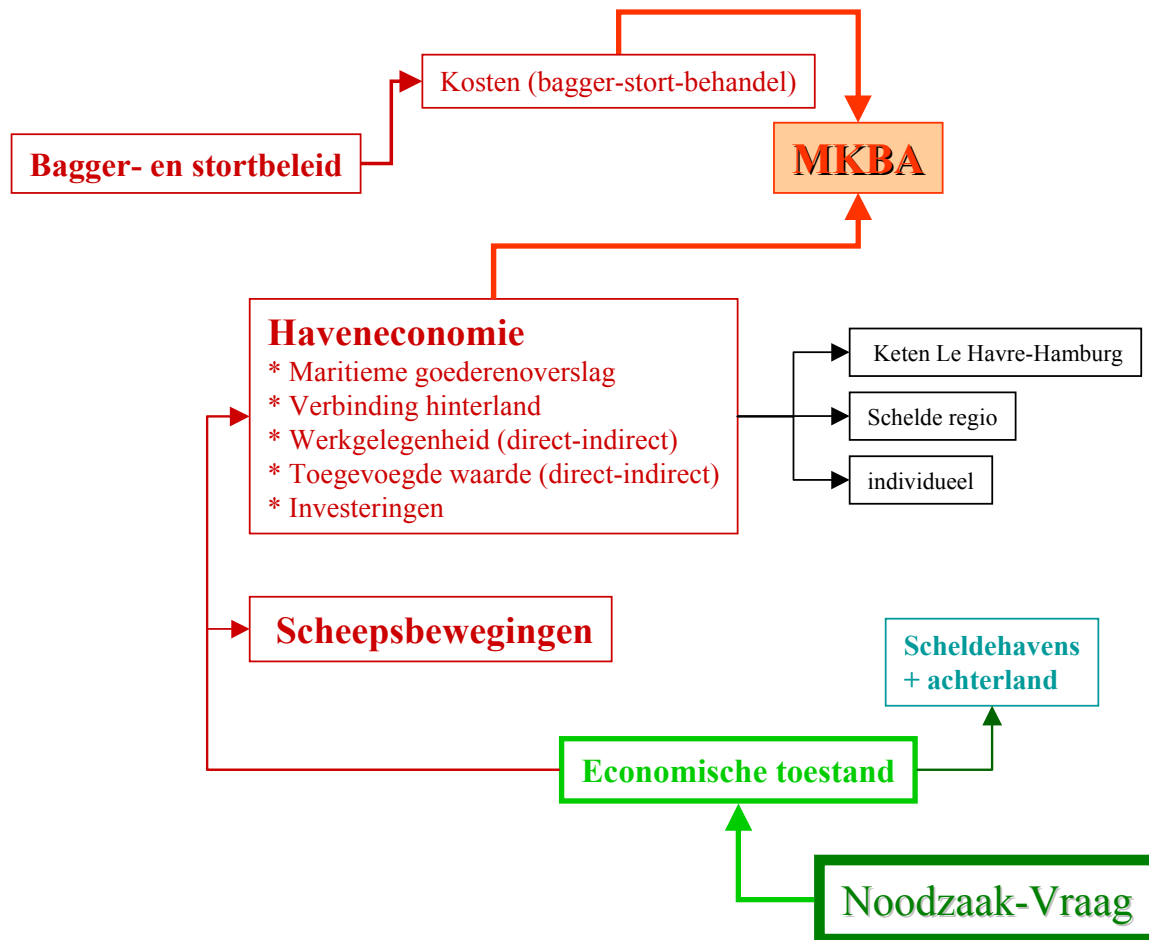 Kosten (bagger-stort-behandel)
Bagger- en stortbeleid
MKBA
Haveneconomie
* Maritieme goederenoverslag
* Verbinding hinterland
* Werkgelegenheid (direct-indirect)
* Toegevoegde waarde (direct-indirect)
* Investeringen
Keten Le Havre-Hamburg
Schelde regio
individueel
Scheepsbewegingen
Scheldehavens
+ achterland
Economische toestand
Noodzaak-Vraag